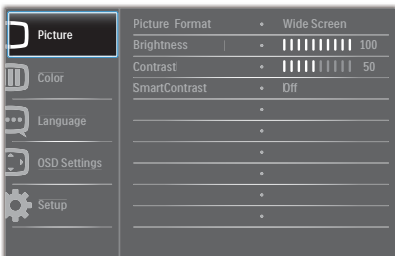 Picture
Color
Language
OSD Settings
Setup
Picture Format • Wide Screen
Brightness • 100
Contrast • 50
SmartContrast • Off
•
•
•
•
•
•